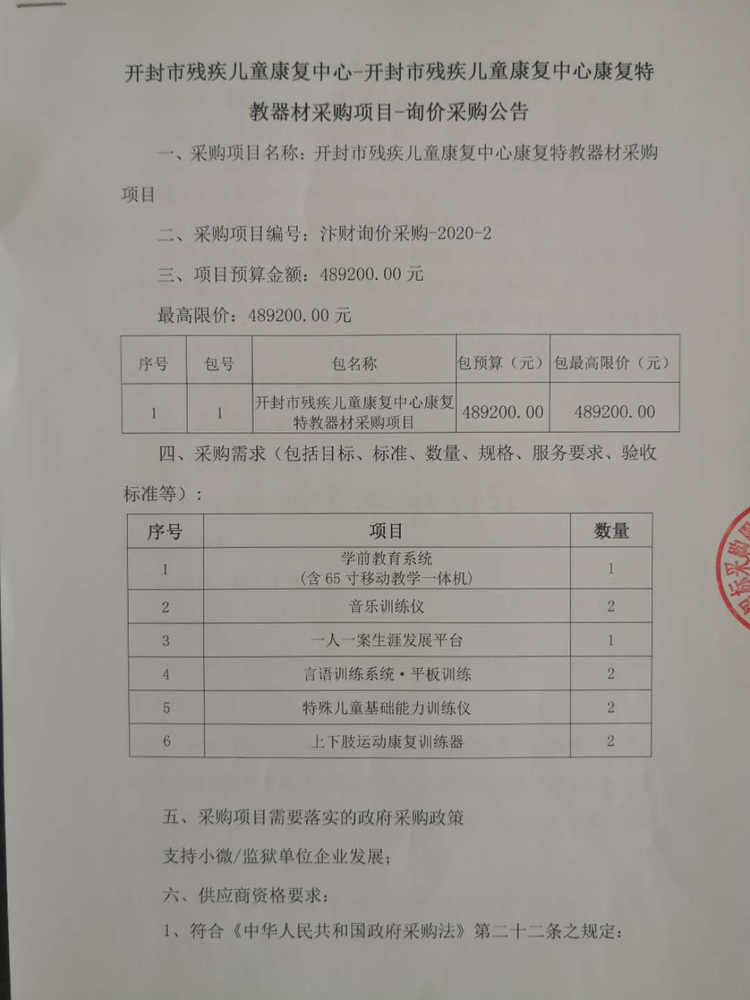 开封市残疾儿童康复中心-开封市残疾儿童康复中心康复特
教器材采购项目-询价采购公告
一、采购项目名称：开封市残疾儿童康复中心康复特教器材采购
项目
二、采购项目编号：汴财询价采购-2020-2
三、项目预算金额：489200.00 元
最高限价：489200.00 元
序号 包号 包名称 包预算（元） 包最高限价（元）
1 1 开封市残疾儿童康复中心康复
特教器材采购项目 489200.00 489200.00
四、采购需求（包括目标、标准、数量、规格、服务要求、验收
标准等）:
序号 项目 数量
1 学前教育系统
(含 65 寸移动教学一体机) 1
2 音乐训练仪 2
3 一人一案生涯发展平台 1
4 言语训练系统·平板训练 2
5 特殊儿童基础能力训练仪 2
6 上下肢运动康复训练器 2
五、采购项目需要落实的政府采购政策
支持小微/监狱单位企业发展；
六、供应商资格要求：
1、符合《中华人民共和国政府采购法》第二十二条之规定：
标采购